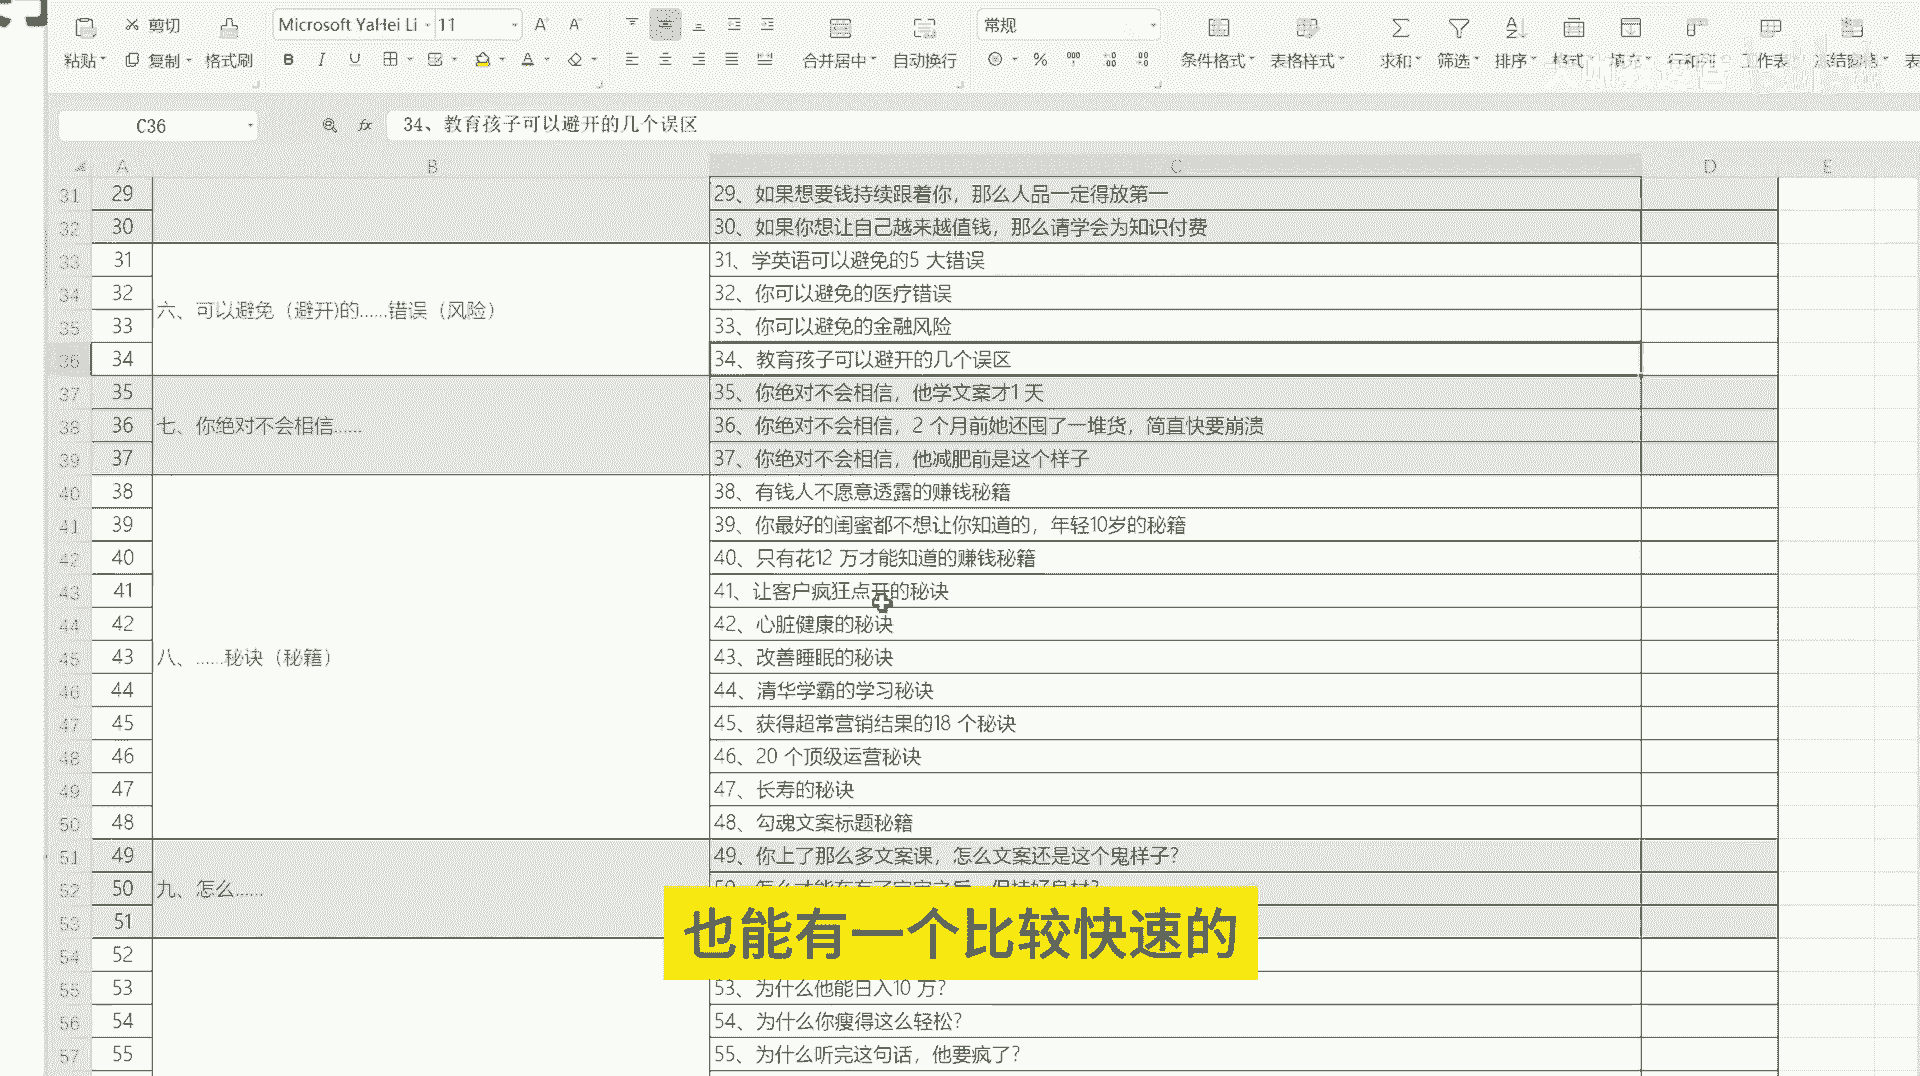 剪切
Microsoft YaHei Li 11 A⁺ A⁻
常规
粘贴 复制 格式刷 B I U A
合并居中 自动换行
% 条件格式 表格样式 求和 筛选 排序 格式 填充 行和列 工作表 冻结窗格 表
C36 fx 34、教育孩子可以避开的几个误区
A B C D E
31 29 29、如果想要钱持续跟着你，那么人品一定得放第一
32 30 30、如果你想让自己越来越值钱，那么请学会为知识付费
33 31 31、学英语可以避免的5 大错误
34 32 32、你可以避免的医疗错误
六、可以避免（避开)的……错误（风险）
35 33 33、你可以避免的金融风险
36 34 34、教育孩子可以避开的几个误区
37 35 35、你绝对不会相信，他学文案才1 天
38 36 七、你绝对不会相信…… 36、你绝对不会相信，2 个月前她还囤了一堆货，简直快要崩溃
39 37 37、你绝对不会相信，他减肥前是这个样子
40 38 38、有钱人不愿意透露的赚钱秘籍
41 39 39、你最好的闺蜜都不想让你知道的，年轻10岁的秘籍
42 40 40、只有花12 万才能知道的赚钱秘籍
43 41 41、让客户疯狂点开的秘诀
44 42 42、心脏健康的秘诀
45 43 八、……秘诀（秘籍） 43、改善睡眠的秘诀
46 44 44、清华学霸的学习秘诀
47 45 45、获得超常营销结果的18 个秘诀
48 46 46、20 个顶级运营秘诀
49 47 47、长寿的秘诀
50 48 48、勾魂文案标题秘籍
51 49 49、你上了那么多文案课，怎么文案还是这个鬼样子？
52 50 九、怎么……
53 51
也能有一个比较快速的
54 52
55 53 53、为什么他能日入10 万？
56 54 54、为什么你瘦得这么轻松？
57 55 55、为什么听完这句话，他要疯了？